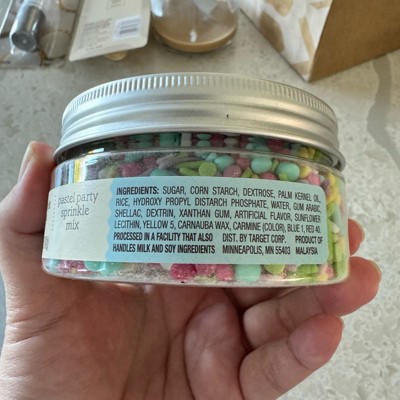 pastel party
sprinkle
mix
INGREDIENTS: SUGAR, CORN STARCH, DEXTROSE, PALM KERNEL OIL,
RICE, HYDROXY PROPYL DISTARCH PHOSPHATE, WATER, GUM ARABIC,
SHELLAC, DEXTRIN, XANTHAN GUM, ARTIFICIAL FLAVOR, SUNFLOWER
LECITHIN, YELLOW 5, CARNAUBA WAX, CARMINE (COLOR), BLUE 1, RED 40.
PROCESSED IN A FACILITY THAT ALSO
HANDLES MILK AND SOY INGREDIENTS
DIST. BY TARGET CORP.
MINNEAPOLIS, MN 55403
PRODUCT OF
MALAYSIA